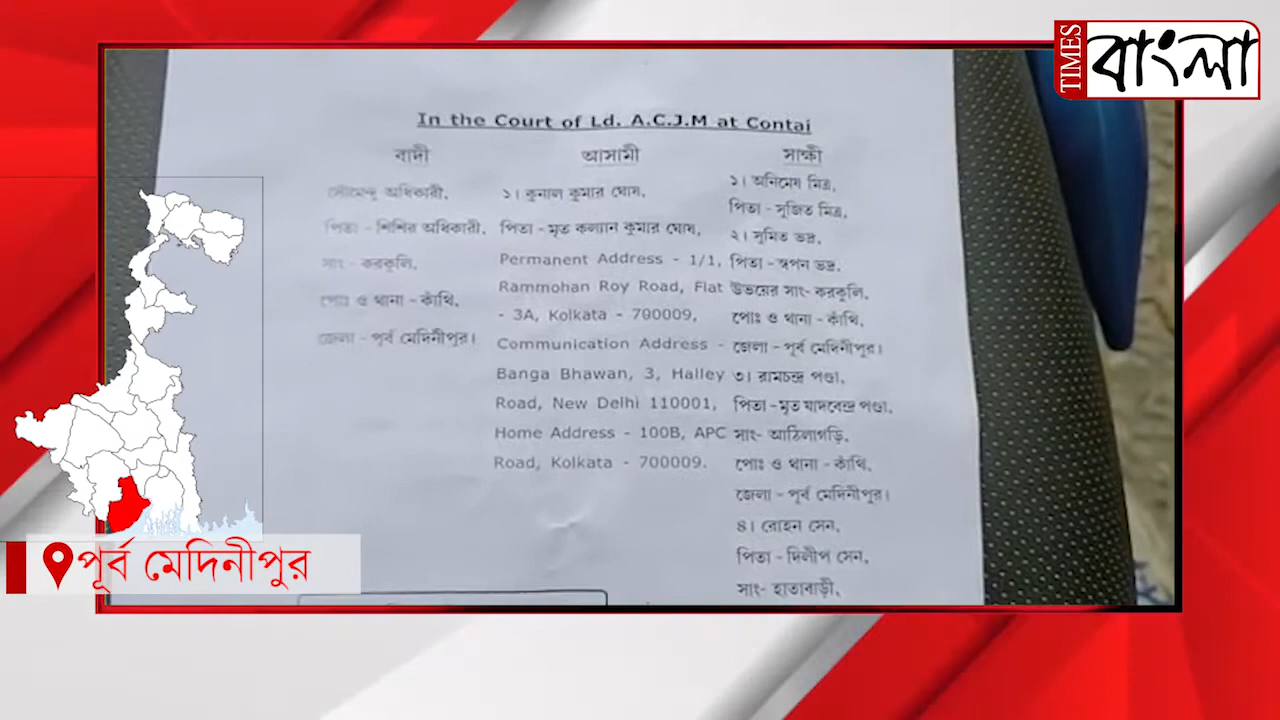 TIMES বাংলা
In the Court of Ld. A.C.J.M at Contai
বাদী
সৌমেন্দু অধিকারী,
পিতা - শিশির অধিকারী,
সাং - করকুলি,
পোঃ ও থানা - কাঁথি,
জেলা - পূর্ব মেদিনীপুর।
আসামী
১। কুনাল কুমার ঘোষ,
পিতা - মৃত কল্যান কুমার ঘোষ,
Permanent Address - 1/1,
Rammohan Roy Road, Flat
- 3A, Kolkata - 700009,
Communication Address -
Banga Bhawan, 3, Halley
Road, New Delhi 110001,
Home Address - 100B, APC
Road, Kolkata - 700009.
সাক্ষী
১। অনিমেষ মিত্র,
পিতা - সুজিত মিত্র,
২। সুমিত ভদ্র,
পিতা - স্বপন ভদ্র,
উভয়ের সাং- করকুলি,
পোঃ ও থানা - কাঁথি,
জেলা - পূর্ব মেদিনীপুর।
৩। রামচন্দ্র পণ্ডা,
পিতা - মৃত যাদবেন্দ্র পণ্ডা,
সাং- আঠিলাগড়ি,
পোঃ ও থানা - কাঁথি,
জেলা - পূর্ব মেদিনীপুর।
৪। রোহন সেন,
পিতা - দিলীপ সেন,
সাং- হাতাবাড়ী,
পূর্ব মেদিনীপুর